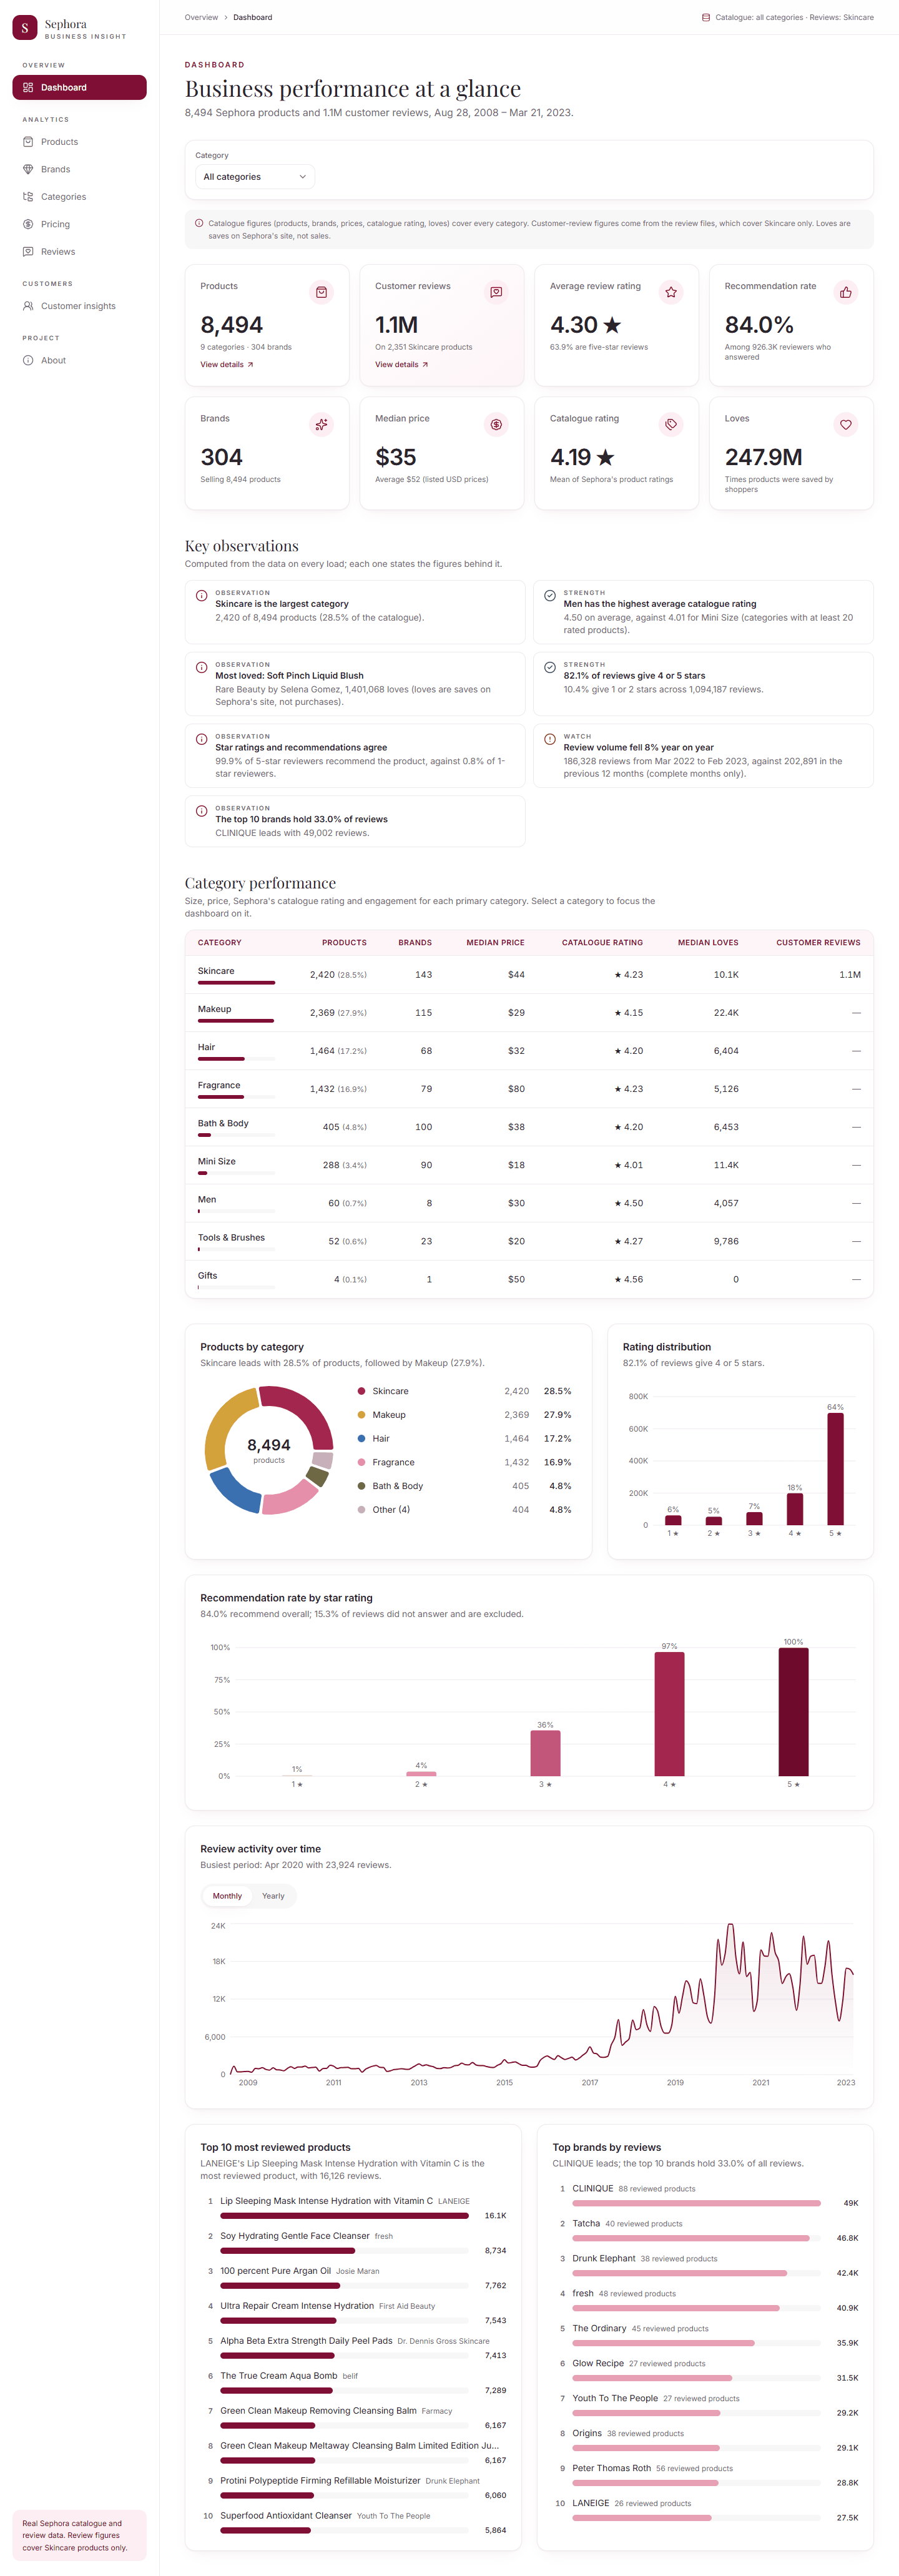 S
Sephora
BUSINESS INSIGHT
OVERVIEW
Dashboard
ANALYTICS
Products
Brands
Categories
Pricing
Reviews
CUSTOMERS
Customer insights
PROJECT
About
Real Sephora catalogue and
review data. Review figures
cover Skincare products only.
Overview › Dashboard
Catalogue: all categories · Reviews: Skincare
DASHBOARD
Business performance at a glance
8,494 Sephora products and 1.1M customer reviews, Aug 28, 2008 – Mar 21, 2023.
Category
All categories
Catalogue figures (products, brands, prices, catalogue rating, loves) cover every category. Customer-review figures come from the review files, which cover Skincare only. Loves are
saves on Sephora's site, not sales.
Products
8,494
9 categories · 304 brands
View details
Customer reviews
1.1M
On 2,351 Skincare products
View details
Average review rating
4.30 ★
63.9% are five-star reviews
Recommendation rate
84.0%
Among 926.3K reviewers who
answered
Brands
304
Selling 8,494 products
Median price
$35
Average $52 (listed USD prices)
Catalogue rating
4.19 ★
Mean of Sephora's product ratings
Loves
247.9M
Times products were saved by
shoppers
Key observations
Computed from the data on every load; each one states the figures behind it.
OBSERVATION
Skincare is the largest category
2,420 of 8,494 products (28.5% of the catalogue).
STRENGTH
Men has the highest average catalogue rating
4.50 on average, against 4.01 for Mini Size (categories with at least 20
rated products).
OBSERVATION
Most loved: Soft Pinch Liquid Blush
Rare Beauty by Selena Gomez, 1,401,068 loves (loves are saves on
Sephora's site, not purchases).
STRENGTH
82.1% of reviews give 4 or 5 stars
10.4% give 1 or 2 stars across 1,094,187 reviews.
OBSERVATION
Star ratings and recommendations agree
99.9% of 5-star reviewers recommend the product, against 0.8% of 1-
star reviewers.
WATCH
Review volume fell 8% year on year
186,328 reviews from Mar 2022 to Feb 2023, against 202,891 in the
previous 12 months (complete months only).
OBSERVATION
The top 10 brands hold 33.0% of reviews
CLINIQUE leads with 49,002 reviews.
Category performance
Size, price, Sephora's catalogue rating and engagement for each primary category. Select a category to focus the
dashboard on it.
CATEGORY PRODUCTS BRANDS MEDIAN PRICE CATALOGUE RATING MEDIAN LOVES CUSTOMER REVIEWS
Skincare 2,420 (28.5%) 143 $44 ★ 4.23 10.1K 1.1M
Makeup 2,369 (27.9%) 115 $29 ★ 4.15 22.4K —
Hair 1,464 (17.2%) 68 $32 ★ 4.20 6,404 —
Fragrance 1,432 (16.9%) 79 $80 ★ 4.23 5,126 —
Bath & Body 405 (4.8%) 100 $38 ★ 4.20 6,453 —
Mini Size 288 (3.4%) 90 $18 ★ 4.01 11.4K —
Men 60 (0.7%) 8 $30 ★ 4.50 4,057 —
Tools & Brushes 52 (0.6%) 23 $20 ★ 4.27 9,786 —
Gifts 4 (0.1%) 1 $50 ★ 4.56 0 —
Products by category
Skincare leads with 28.5% of products, followed by Makeup (27.9%).
8,494
products
Skincare 2,420 28.5%
Makeup 2,369 27.9%
Hair 1,464 17.2%
Fragrance 1,432 16.9%
Bath & Body 405 4.8%
Other (4) 404 4.8%
Rating distribution
82.1% of reviews give 4 or 5 stars.
800K
600K
400K
200K
0
6%
5%
7%
18%
64%
1 ★
2 ★
3 ★
4 ★
5 ★
Recommendation rate by star rating
84.0% recommend overall; 15.3% of reviews did not answer and are excluded.
100%
75%
50%
25%
0%
1%
4%
36%
97%
100%
1 ★
2 ★
3 ★
4 ★
5 ★
Review activity over time
Busiest period: Apr 2020 with 23,924 reviews.
Monthly Yearly
24K
18K
12K
6,000
0
2009 2011 2013 2015 2017 2019 2021 2023
Top 10 most reviewed products
LANEIGE's Lip Sleeping Mask Intense Hydration with Vitamin C is the
most reviewed product, with 16,126 reviews.
1 Lip Sleeping Mask Intense Hydration with Vitamin C LANEIGE
16.1K
2 Soy Hydrating Gentle Face Cleanser fresh
8,734
3 100 percent Pure Argan Oil Josie Maran
7,762
4 Ultra Repair Cream Intense Hydration First Aid Beauty
7,543
5 Alpha Beta Extra Strength Daily Peel Pads Dr. Dennis Gross Skincare
7,413
6 The True Cream Aqua Bomb belif
7,289
7 Green Clean Makeup Removing Cleansing Balm Farmacy
6,167
8 Green Clean Makeup Meltaway Cleansing Balm Limited Edition Ju...
6,167
9 Protini Polypeptide Firming Refillable Moisturizer Drunk Elephant
6,060
10 Superfood Antioxidant Cleanser Youth To The People
5,864
Top brands by reviews
CLINIQUE leads; the top 10 brands hold 33.0% of all reviews.
1 CLINIQUE 88 reviewed products
49K
2 Tatcha 40 reviewed products
46.8K
3 Drunk Elephant 38 reviewed products
42.4K
4 fresh 48 reviewed products
40.9K
5 The Ordinary 45 reviewed products
35.9K
6 Glow Recipe 27 reviewed products
31.5K
7 Youth To The People 27 reviewed products
29.2K
8 Origins 38 reviewed products
29.1K
9 Peter Thomas Roth 56 reviewed products
28.8K
10 LANEIGE 26 reviewed products
27.5K